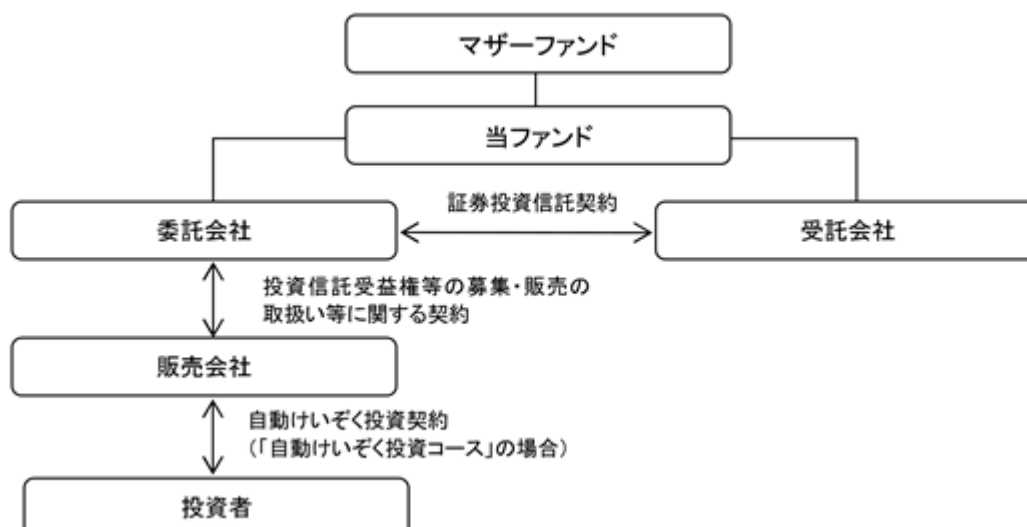 マザーファンド
当ファンド
証券投資信託契約
委託会社
受託会社
投資信託受益権等の募集・販売の
取扱い等に関する契約
販売会社
自動けいぞく投資契約
（「自動けいぞく投資コース」の場合）
投資者